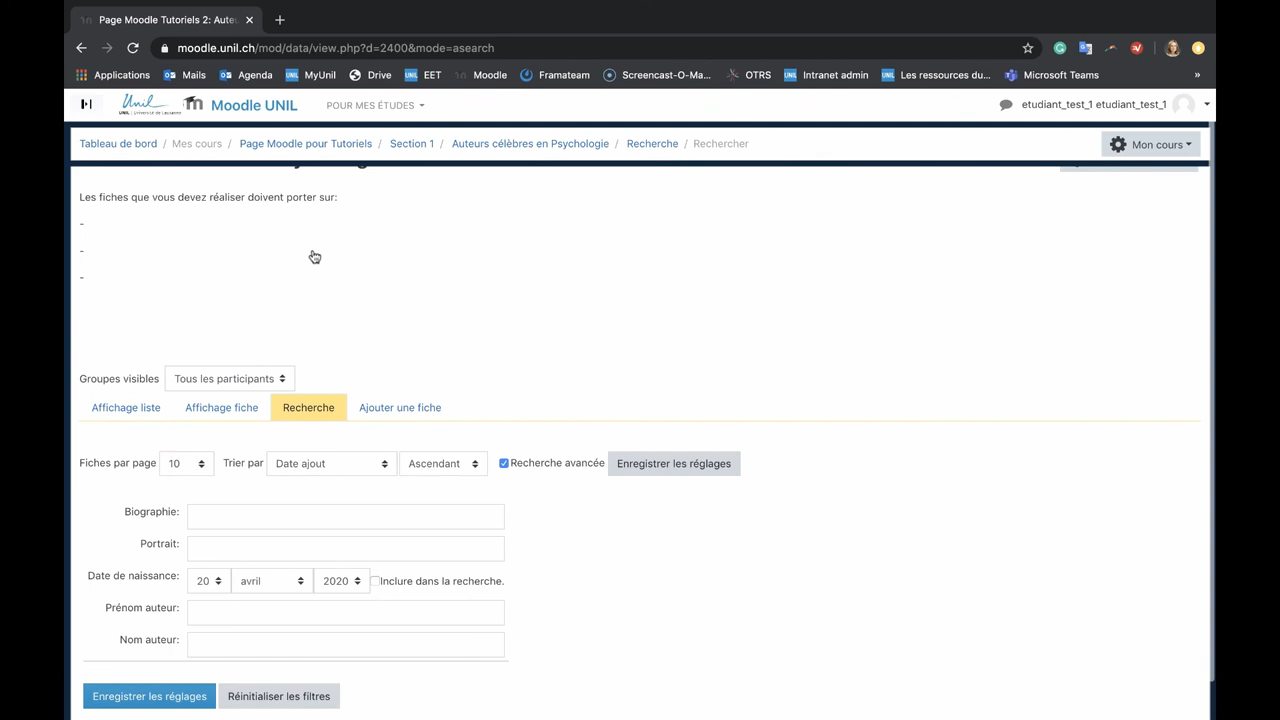 Page Moodle Tutoriels 2: Aute
moodle.unil.ch/mod/data/view.php?d=2400&mode=asearch
Applications Mails Agenda MyUnil Drive EET Moodle Framateam Screencast-O-Ma... OTRS Intranet admin Les ressources du... Microsoft Teams »
Unil Moodle UNIL POUR MES ÉTUDES etudiant_test_1 etudiant_test_1
UNIL | Université de Lausanne
Tableau de bord / Mes cours / Page Moodle pour Tutoriels / Section 1 / Auteurs célèbres en Psychologie / Recherche / Rechercher Mon cours
Les fiches que vous devez réaliser doivent porter sur:
-
-
-
Groupes visibles Tous les participants
Affichage liste Affichage fiche Recherche Ajouter une fiche
Fiches par page 10 Trier par Date ajout Ascendant Recherche avancée Enregistrer les réglages
Biographie:
Portrait:
Date de naissance: 20 avril 2020 Inclure dans la recherche.
Prénom auteur:
Nom auteur:
Enregistrer les réglages Réinitialiser les filtres